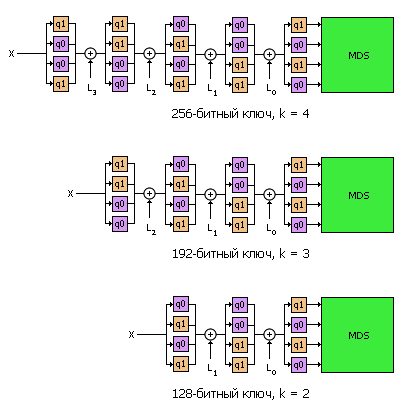 q1 q1 q0 q0 q1
q0 q1 q1 q0 q0
X MDS
q0 q0 q0 q1 q1
q1 q0 q1 q1 q0
L3 L2 L1 L0
256-битный ключ, k = 4
q1 q0 q0 q1
q1 q1 q0 q0
X MDS
q0 q0 q1 q1
q0 q1 q1 q0
L2 L1 L0
192-битный ключ, k = 3
q0 q0 q1
q1 q0 q0
X MDS
q0 q1 q1
q1 q1 q0
L1 L0
128-битный ключ, k = 2